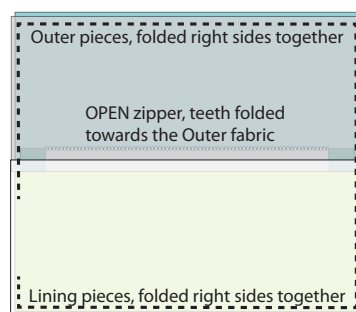 Outer pieces, folded right sides together
OPEN zipper, teeth folded
towards the Outer fabric
Lining pieces, folded right sides together